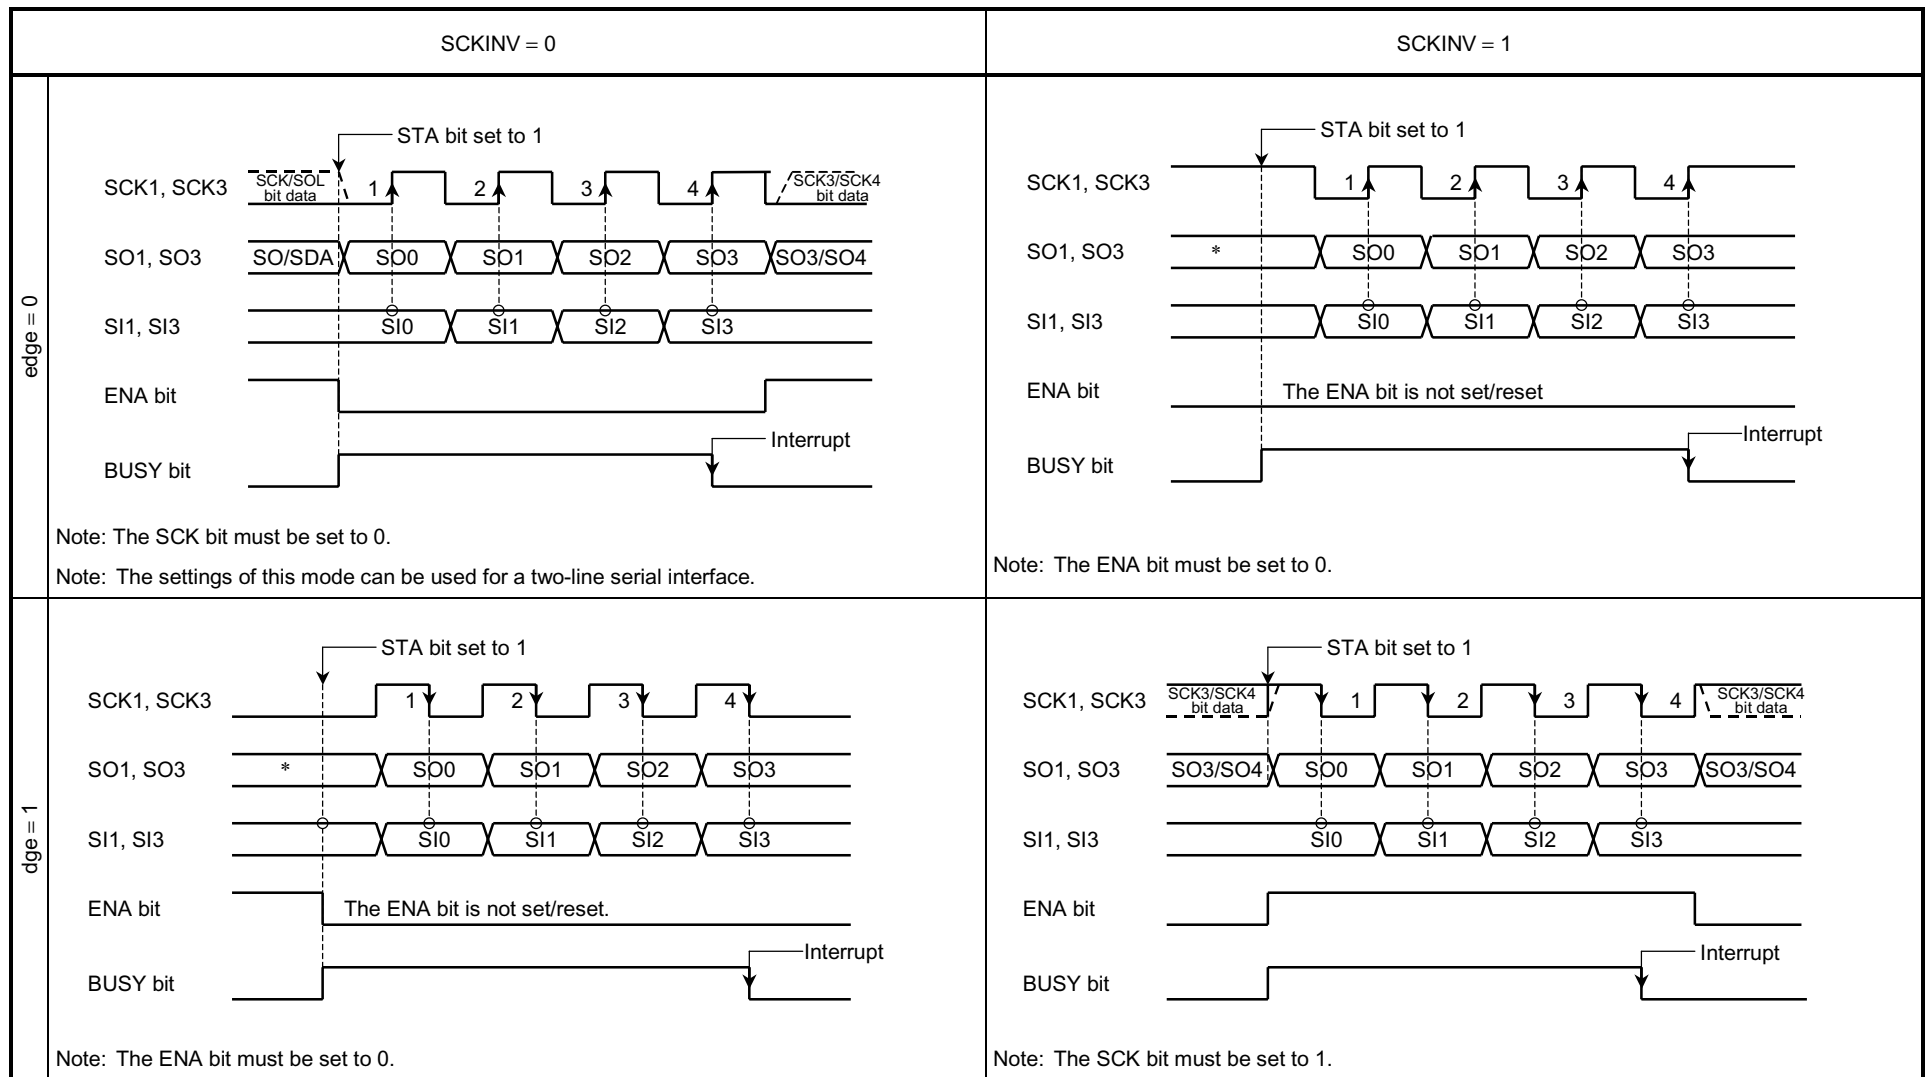 SCKINV = 0
SCKINV = 1
edge = 0
STA bit set to 1
SCK1, SCK3
SCK/SOL
bit data
1
2
3
4
SCK3/SCK4
bit data
SO1, SO3
SO/SDA
SO0
SO1
SO2
SO3
SO3/SO4
SI1, SI3
SI0
SI1
SI2
SI3
ENA bit
Interrupt
BUSY bit
Note: The SCK bit must be set to 0.
Note: The settings of this mode can be used for a two-line serial interface.
STA bit set to 1
SCK1, SCK3
1
2
3
4
SO1, SO3
*
SO0
SO1
SO2
SO3
SI1, SI3
SI0
SI1
SI2
SI3
ENA bit
The ENA bit is not set/reset
Interrupt
BUSY bit
Note: The ENA bit must be set to 0.
dge = 1
STA bit set to 1
SCK1, SCK3
1
2
3
4
SO1, SO3
*
SO0
SO1
SO2
SO3
SI1, SI3
SI0
SI1
SI2
SI3
ENA bit
The ENA bit is not set/reset.
Interrupt
BUSY bit
Note: The ENA bit must be set to 0.
STA bit set to 1
SCK1, SCK3
SCK3/SCK4
bit data
1
2
3
4
SCK3/SCK4
bit data
SO1, SO3
SO3/SO4
SO0
SO1
SO2
SO3
SO3/SO4
SI1, SI3
SI0
SI1
SI2
SI3
ENA bit
Interrupt
BUSY bit
Note: The SCK bit must be set to 1.